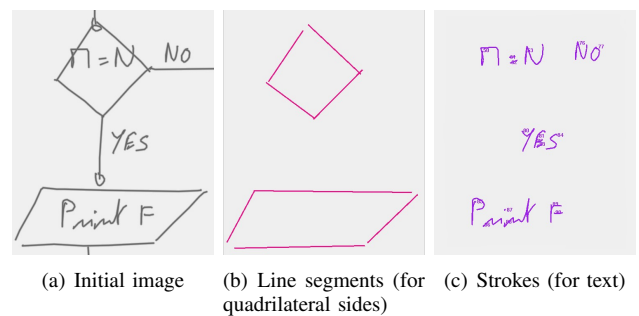 n = N NO
YES
Print F
n = N NO
YES
Print F
(a) Initial image
(b) Line segments (for quadrilateral sides)
(c) Strokes (for text)